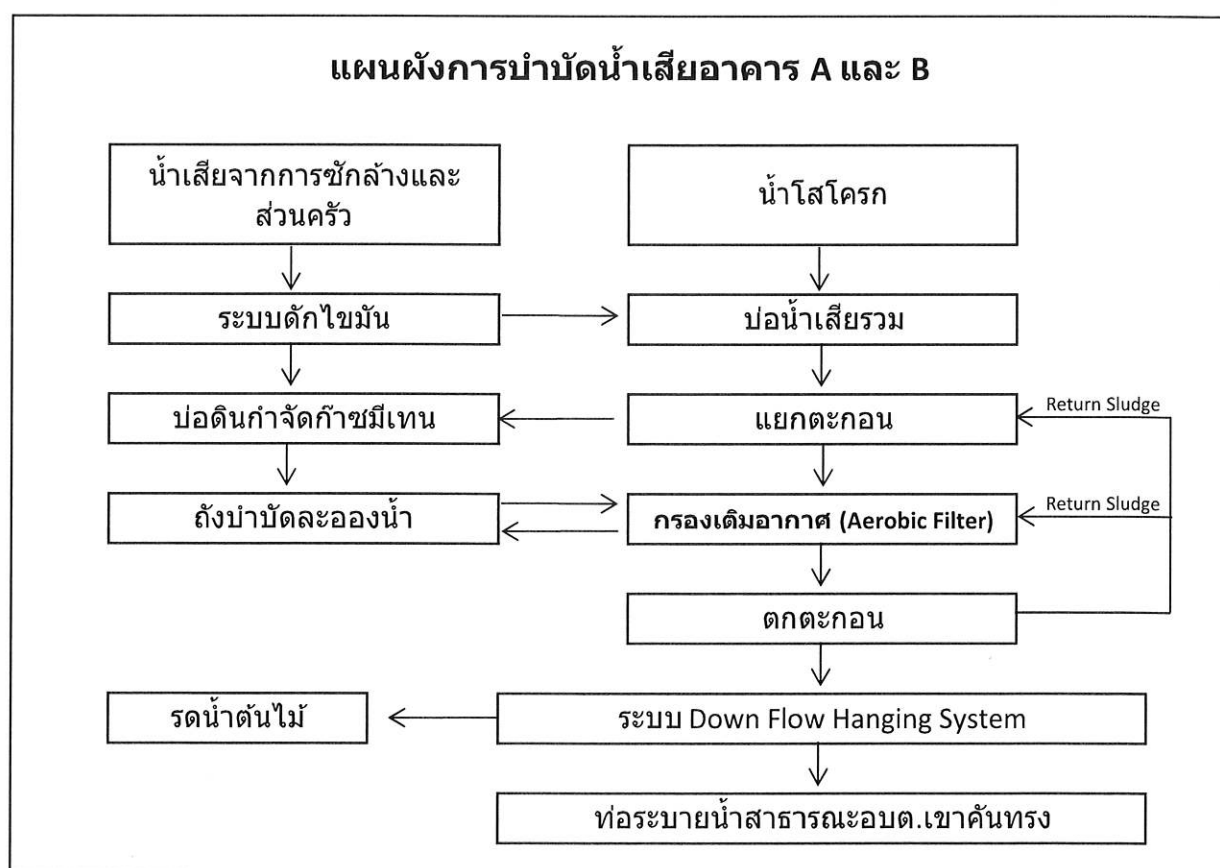 แผนผังการบำบัดน้ำเสียอาคาร A และ B
น้ำเสียจากการซักล้างและ
ส่วนครัว
น้ำโสโครก
ระบบดักไขมัน
บ่อน้ำเสียรวม
บ่อดินกำจัดก๊าซมีเทน
แยกตะกอน
Return Sludge
ถังบำบัดละอองน้ำ
กรองเติมอากาศ (Aerobic Filter)
Return Sludge
ตกตะกอน
รดน้ำต้นไม้
ระบบ Down Flow Hanging System
ท่อระบายน้ำสาธารณะอบต.เขาคันทรง